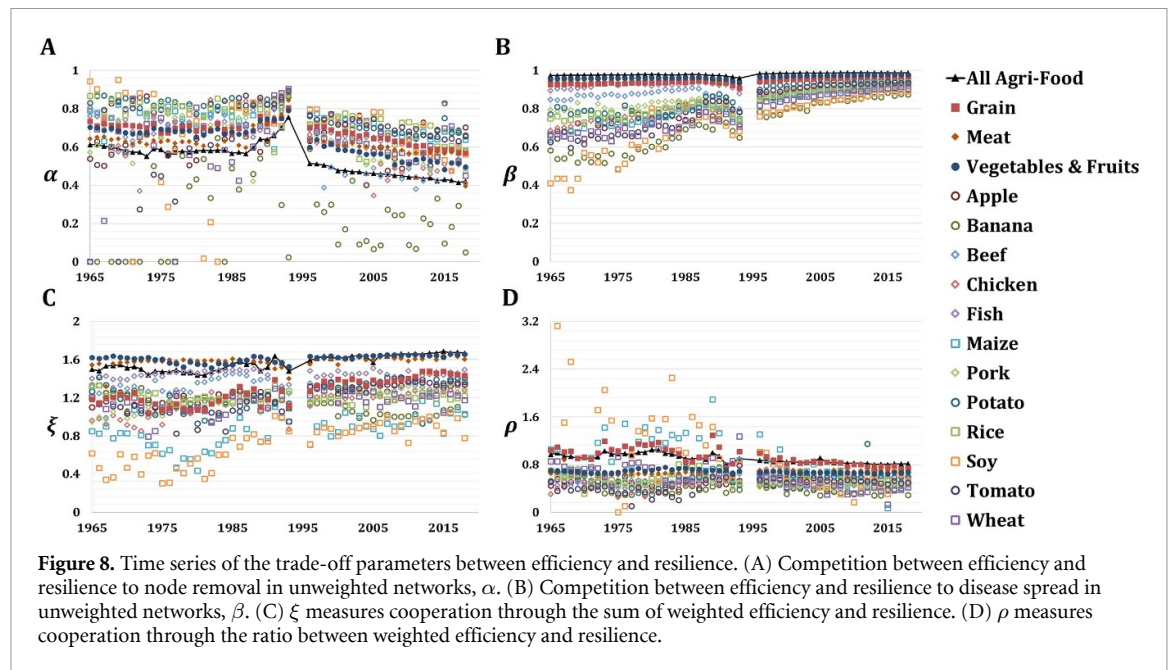 A
1
0.8
0.6
α
0.4
0.2
0
1965 1975 1985 1995 2005 2015
B
1
0.8
0.6
β
0.4
0.2
0
1965 1975 1985 1995 2005 2015
C
2
1.6
1.2
ξ
0.8
0.4
0
1965 1975 1985 1995 2005 2015
D
3.2
2.4
1.6
ρ
0.8
0
1965 1975 1985 1995 2005 2015
All Agri-Food
Grain
Meat
Vegetables & Fruits
Apple
Banana
Beef
Chicken
Fish
Maize
Pork
Potato
Rice
Soy
Tomato
Wheat
Figure 8. Time series of the trade-off parameters between efficiency and resilience. (A) Competition between efficiency and
resilience to node removal in unweighted networks, α. (B) Competition between efficiency and resilience to disease spread in
unweighted networks, β. (C) ξ measures cooperation through the sum of weighted efficiency and resilience. (D) ρ measures
cooperation through the ratio between weighted efficiency and resilience.